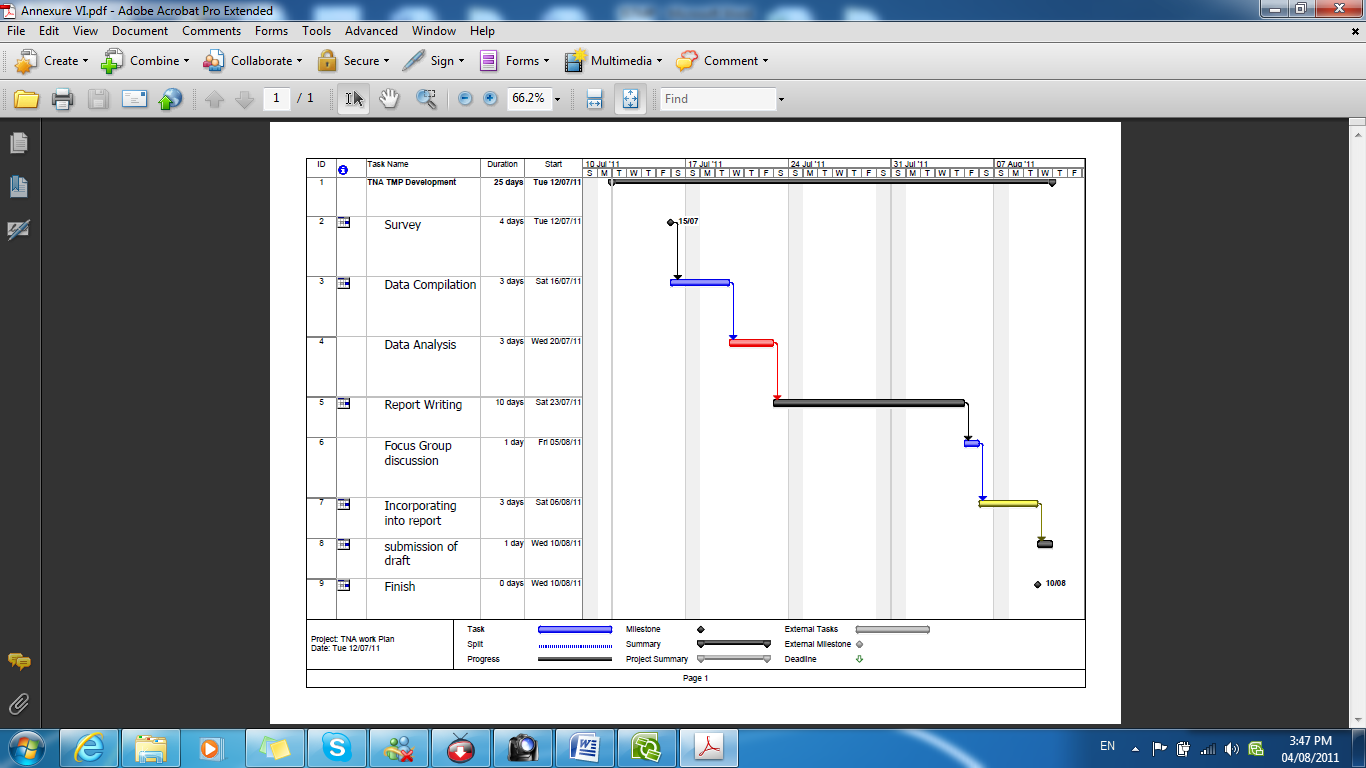 Annexure VI.pdf - Adobe Acrobat Pro Extended
File Edit View Document Comments Forms Tools Advanced Window Help
Create Combine Collaborate Secure Sign Forms Multimedia Comment
1 / 1 66.2% Find
ID Task Name Duration Start 10 Jul '11 17 Jul '11 24 Jul '11 31 Jul '11 07 Aug '11
S M T W T F S S M T W T F S S M T W T F S S M T W T F S S M T W T F
1 TNA TMP Development 25 days Tue 12/07/11
2 Survey 4 days Tue 12/07/11 15/07
3 Data Compilation 3 days Sat 16/07/11
4 Data Analysis 3 days Wed 20/07/11
5 Report Writing 10 days Sat 23/07/11
6 Focus Group 1 day Fri 05/08/11
discussion
7 Incorporating 3 days Sat 06/08/11
into report
8 submission of 1 day Wed 10/08/11
draft
9 Finish 0 days Wed 10/08/11 10/08
Project: TNA work Plan
Date: Tue 12/07/11
Task Milestone External Tasks
Split Summary External Milestone
Progress Project Summary Deadline
Page 1
EN 3:47 PM
04/08/2011